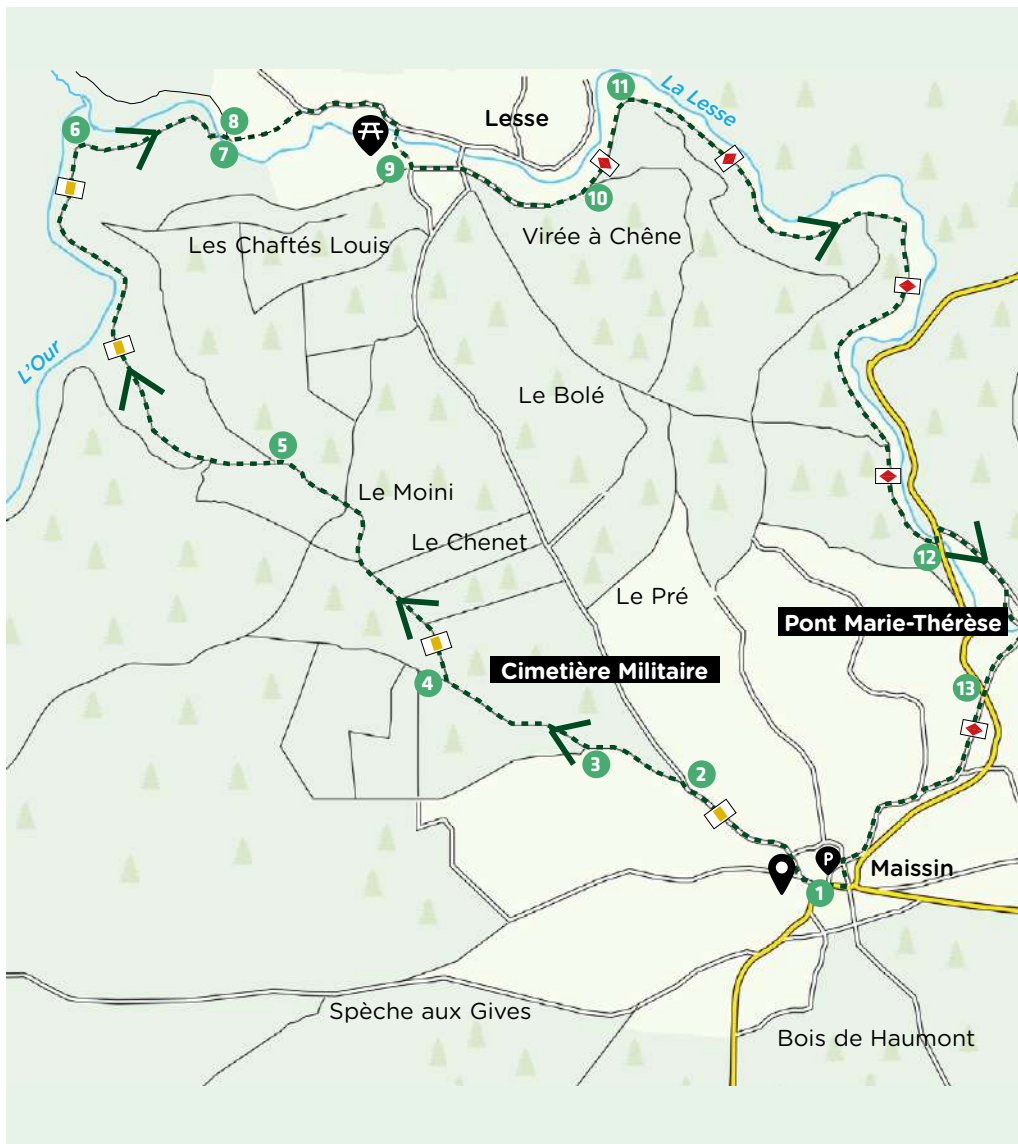 11
La Lesse
6
8
Lesse
7
9
10
Les Chaftés Louis
Virée à Chêne
L'Our
Le Bolé
5
Le Moini
Le Chenet
12
Le Pré
Pont Marie-Thérèse
Cimetière Militaire
4
13
3
2
P
Maissin
1
Spèche aux Gives
Bois de Haumont